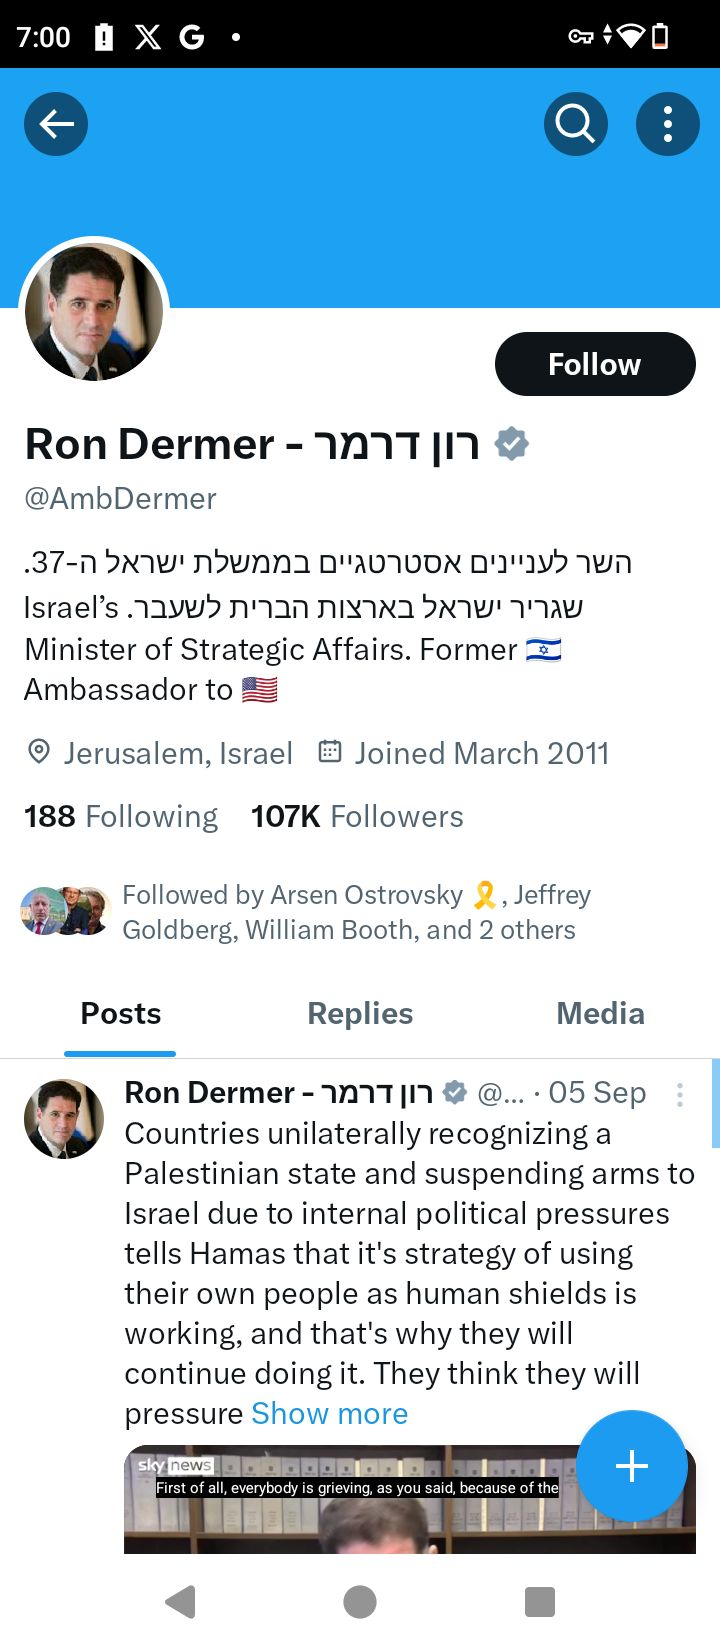 7:00
Follow
Ron Dermer - רון דרמר
@AmbDermer
השר לעניינים אסטרטגיים בממשלת ישראל ה-37.
שגריר ישראל בארצות הברית לשעבר. Israel’s
Minister of Strategic Affairs. Former 🇮🇱
Ambassador to 🇺🇸
Jerusalem, Israel Joined March 2011
188 Following 107K Followers
Followed by Arsen Ostrovsky 🎗️, Jeffrey
Goldberg, William Booth, and 2 others
Posts Replies Media
Ron Dermer - רון דרמר @... · 05 Sep
Countries unilaterally recognizing a
Palestinian state and suspending arms to
Israel due to internal political pressures
tells Hamas that it's strategy of using
their own people as human shields is
working, and that's why they will
continue doing it. They think they will
pressure Show more
sky news
First of all, everybody is grieving, as you said, because of the